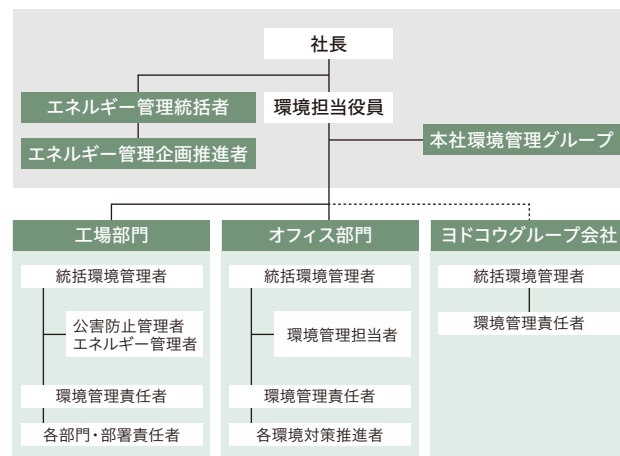 社長
エネルギー管理統括者
環境担当役員
エネルギー管理企画推進者
本社環境管理グループ
工場部門
統括環境管理者
公害防止管理者
エネルギー管理者
環境管理責任者
各部門・部署責任者
オフィス部門
統括環境管理者
環境管理担当者
環境管理責任者
各環境対策推進者
ヨドコウグループ会社
統括環境管理者
環境管理責任者